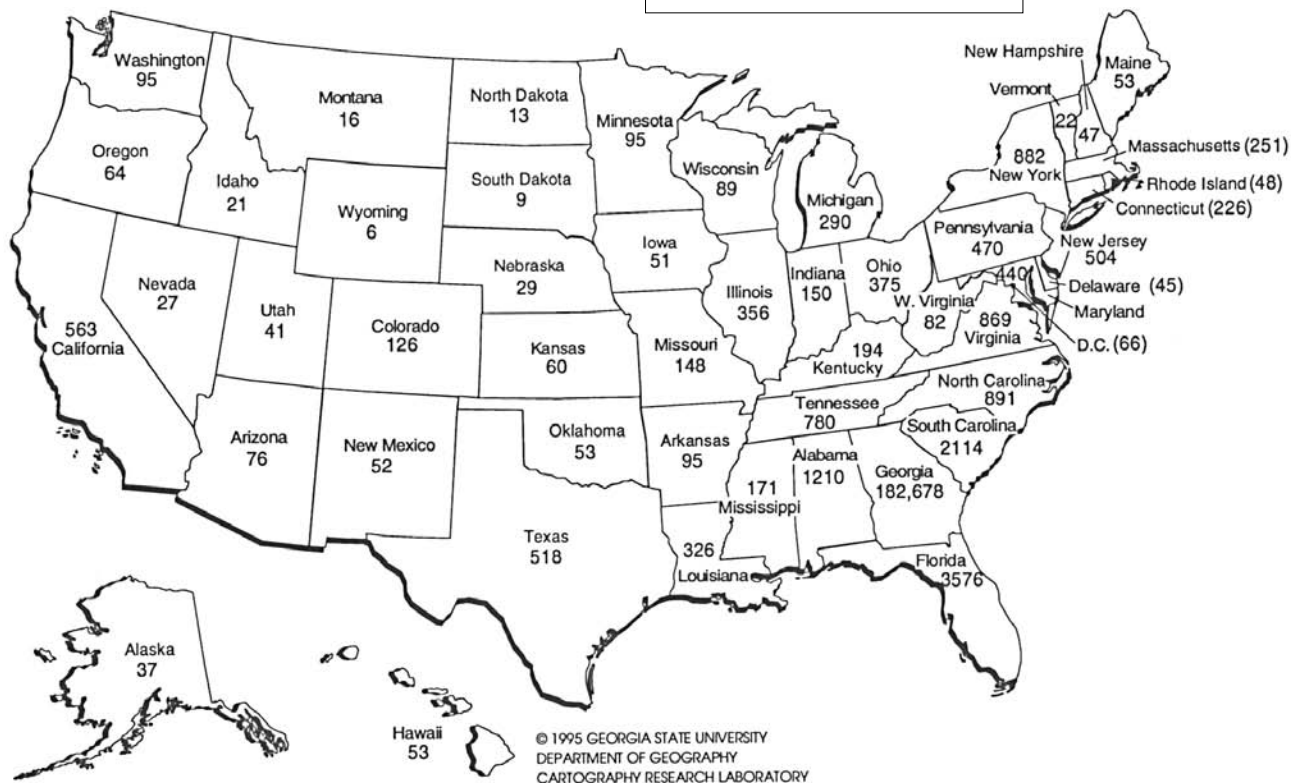 Washington
95
Montana
16
North Dakota
13
Minnesota
95
New Hampshire
Maine
53
Vermont
22
47
Oregon
64
Idaho
21
Wyoming
6
South Dakota
9
Wisconsin
89
Michigan
290
882
New York
Massachusetts (251)
Rhode Island (48)
Connecticut (226)
Pennsylvania
470
New Jersey
504
Nevada
27
Utah
41
Colorado
126
Nebraska
29
Iowa
51
Illinois
356
Indiana
150
Ohio
375
440
Delaware (45)
Maryland
D.C. (66)
W. Virginia
82
869
Virginia
563
California
Kansas
60
Missouri
148
194
Kentucky
North Carolina
891
Tennessee
780
South Carolina
2114
Arizona
76
New Mexico
52
Oklahoma
53
Arkansas
95
171
Mississippi
Alabama
1210
Georgia
182,678
Texas
518
326
Louisiana
Florida
3576
Alaska
37
Hawaii
53
© 1995 GEORGIA STATE UNIVERSITY
DEPARTMENT OF GEOGRAPHY
CARTOGRAPHY RESEARCH LABORATORY